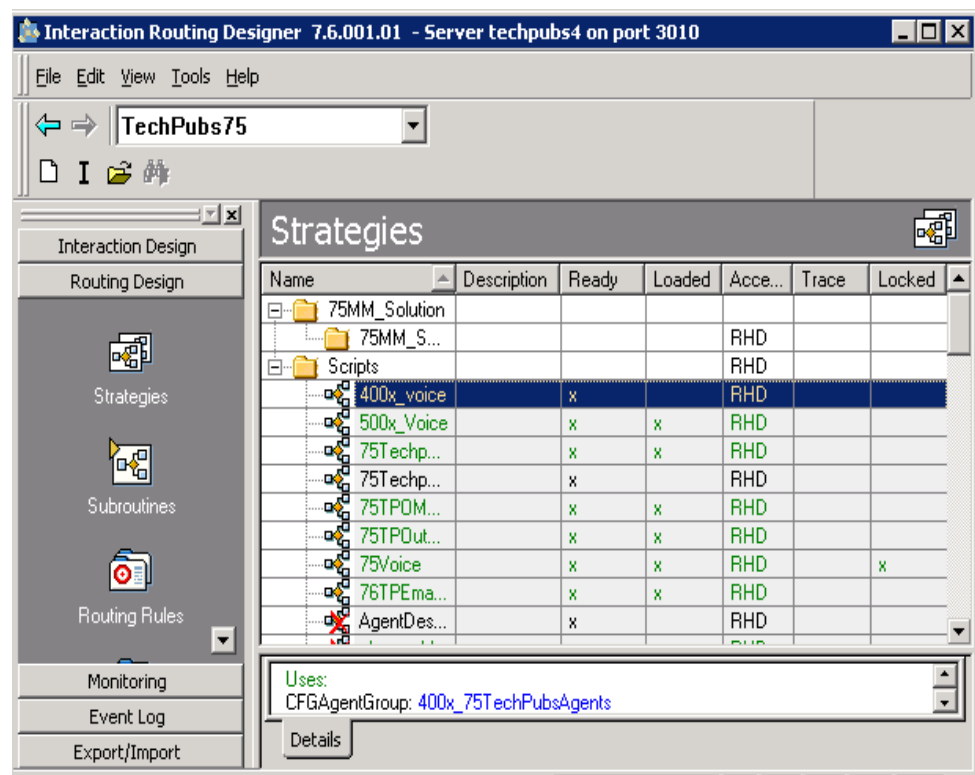 Interaction Routing Designer 7.6.001.01 - Server techpubs4 on port 3010
File Edit View Tools Help
TechPubs75
I
Interaction Design
Routing Design
Strategies
Subroutines
Routing Rules
Monitoring
Event Log
Export/Import
Strategies
Name Description Ready Loaded Acce... Trace Locked
75MM_Solution
75MM_S... RHD
Scripts RHD
400x_voice x RHD
500x_Voice x x RHD
75Techp... x x RHD
75Techp... x RHD
75TPOM... x x RHD
75TPOut... x x RHD
75Voice x x RHD x
76TPEma... x x RHD
AgentDes... x RHD
Uses:
CFGAgentGroup: 400x_75TechPubsAgents
Details